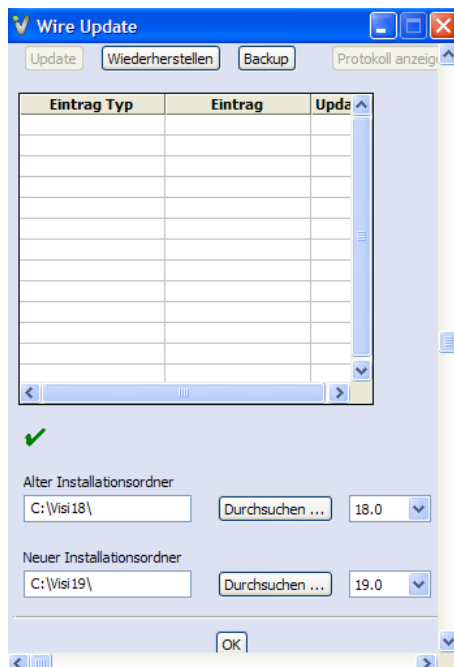 Wire Update
Update Wiederherstellen Backup Protokoll anzeig
Eintrag Typ Eintrag Upda
Alter Installationsordner
C:\Visi18\ Durchsuchen ... 18.0
Neuer Installationsordner
C:\Visi19\ Durchsuchen ... 19.0
OK